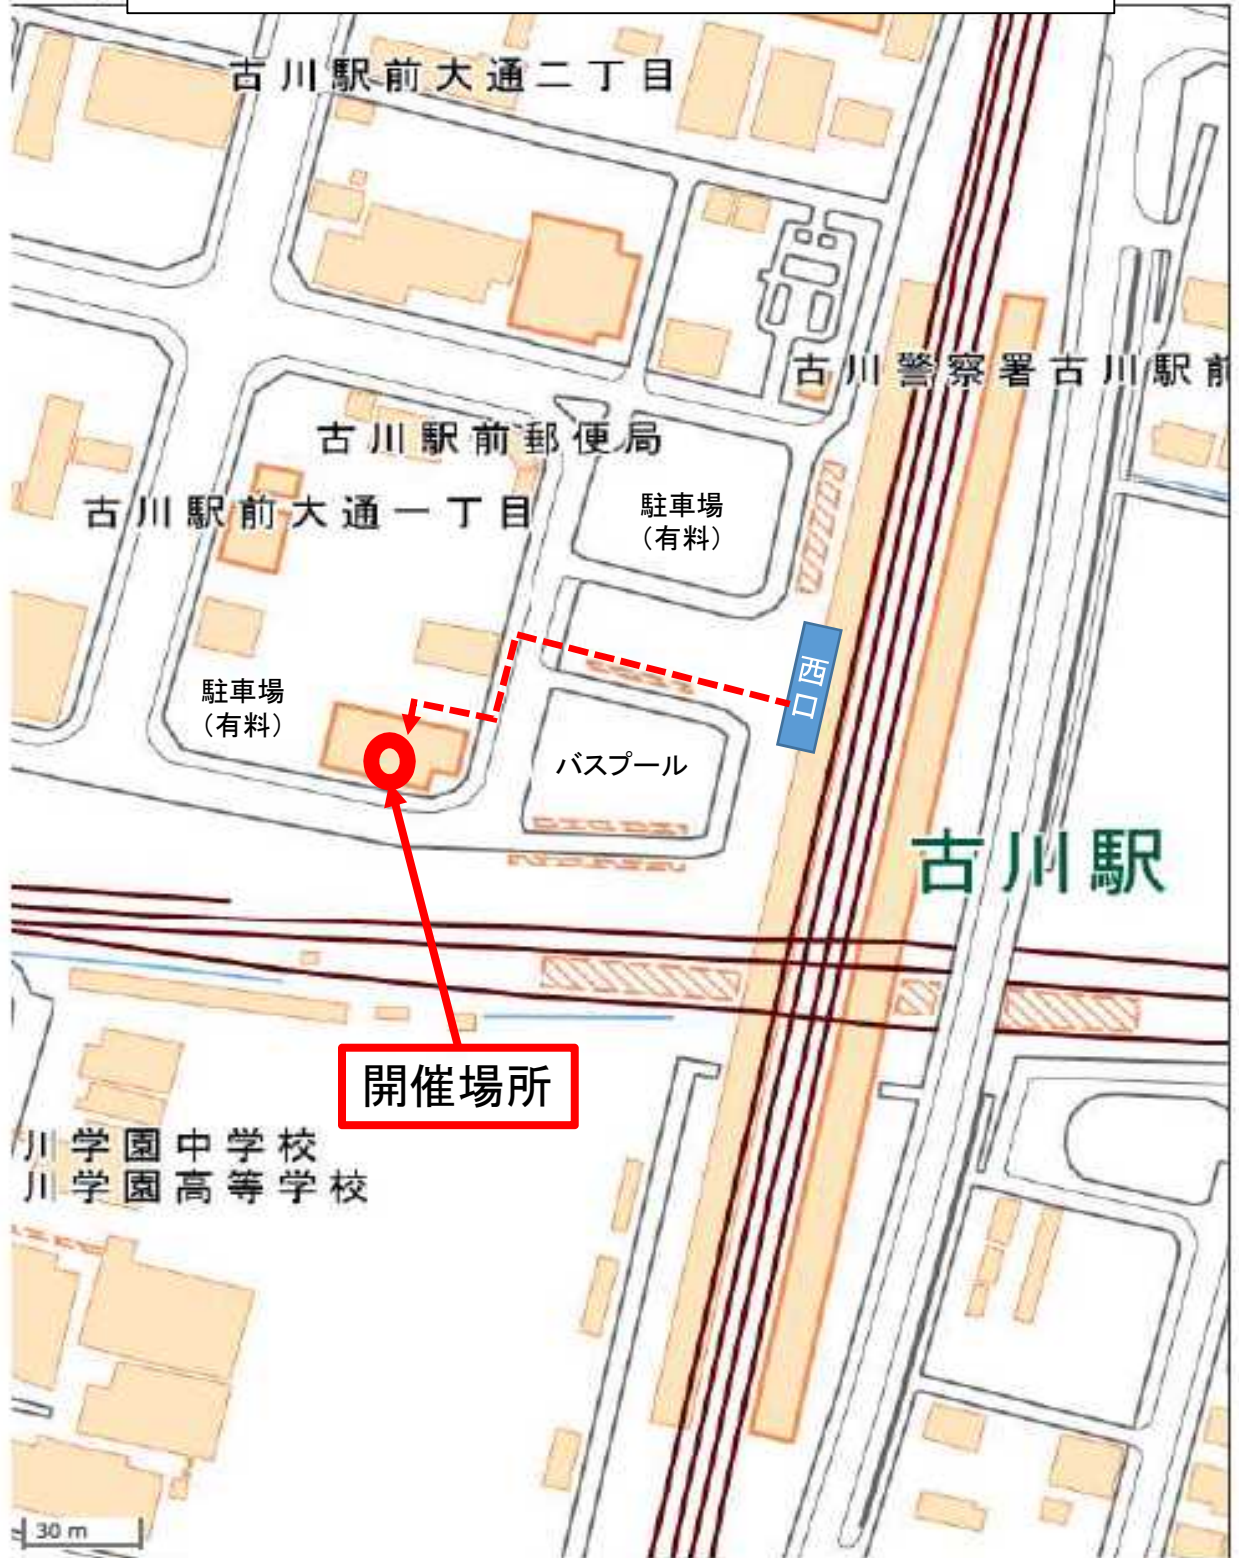 古川駅前大通二丁目
古川警察署古川駅前
古川駅前郵便局
古川駅前大通一丁目
駐車場
（有料）
西口
駐車場
（有料）
バスプール
古川駅
開催場所
川学園中学校
川学園高等学校
30 m